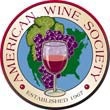 AMERICAN WINE SOCIETY
ESTABLISHED 1967